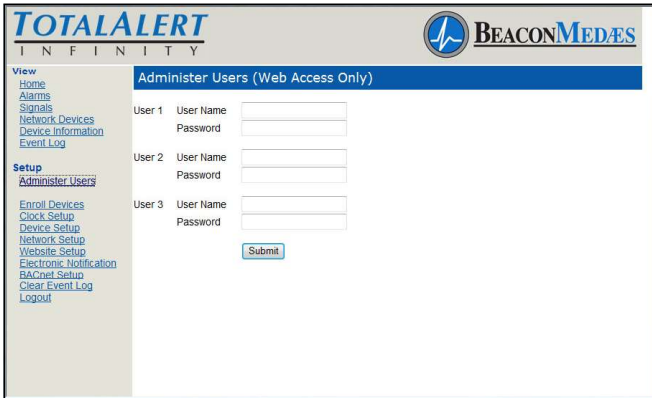 TOTALALERT
INFINITY
BEACONMEDÆS
View
Home
Alarms
Signals
Network Devices
Device Information
Event Log
Setup
Administer Users
Enroll Devices
Clock Setup
Device Setup
Network Setup
Website Setup
Electronic Notification
BACnet Setup
Clear Event Log
Logout
Administer Users (Web Access Only)
User 1 User Name
Password
User 2 User Name
Password
User 3 User Name
Password
Submit